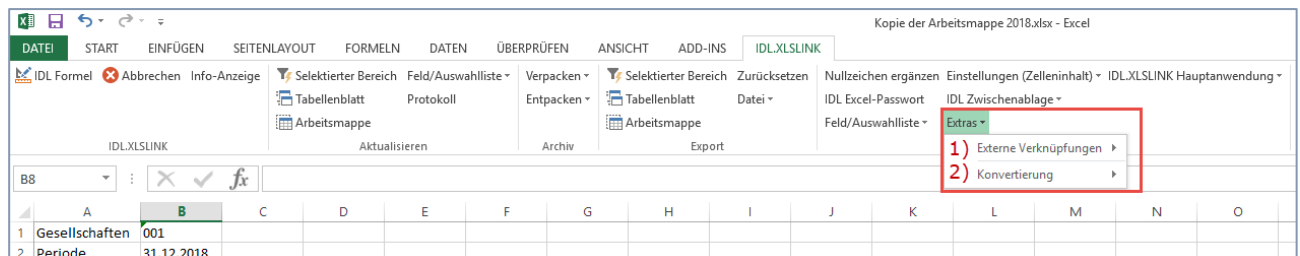 Kopie der Arbeitsmappe 2018.xlsx - Excel
DATEI START EINFÜGEN SEITENLAYOUT FORMELN DATEN ÜBERPRÜFEN ANSICHT ADD-INS IDL.XLSLINK
IDL Formel Abbrechen Info-Anzeige Selektierter Bereich Feld/Auswahlliste Verpacken Selektierter Bereich Zurücksetzen Nullzeichen ergänzen Einstellungen (Zelleninhalt) IDL.XLSLINK Hauptanwendung
Tabellenblatt Protokoll Entpacken Tabellenblatt Datei IDL Excel-Passwort IDL Zwischenablage
Arbeitsmappe Arbeitsmappe Feld/Auswahlliste Extras
IDL.XLSLINK Aktualisieren Archiv Export
1) Externe Verknüpfungen
2) Konvertierung
B8 fx
A B C D E F G H I J K L M N O
1 Gesellschaften 001
2 Periode 31.12.2018